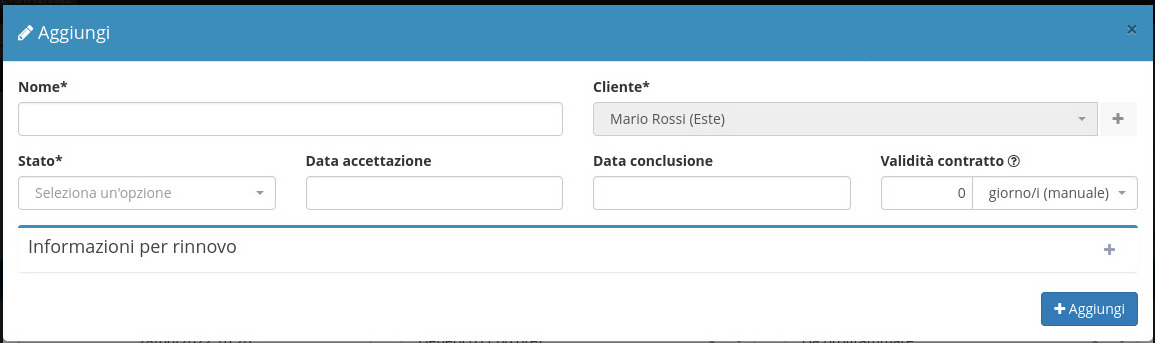 Aggiungi
×
Nome*
Cliente*
Mario Rossi (Este)
Stato*
Data accettazione
Data conclusione
Validità contratto
Seleziona un'opzione
0
giorno/i (manuale)
Informazioni per rinnovo
+
Aggiungi